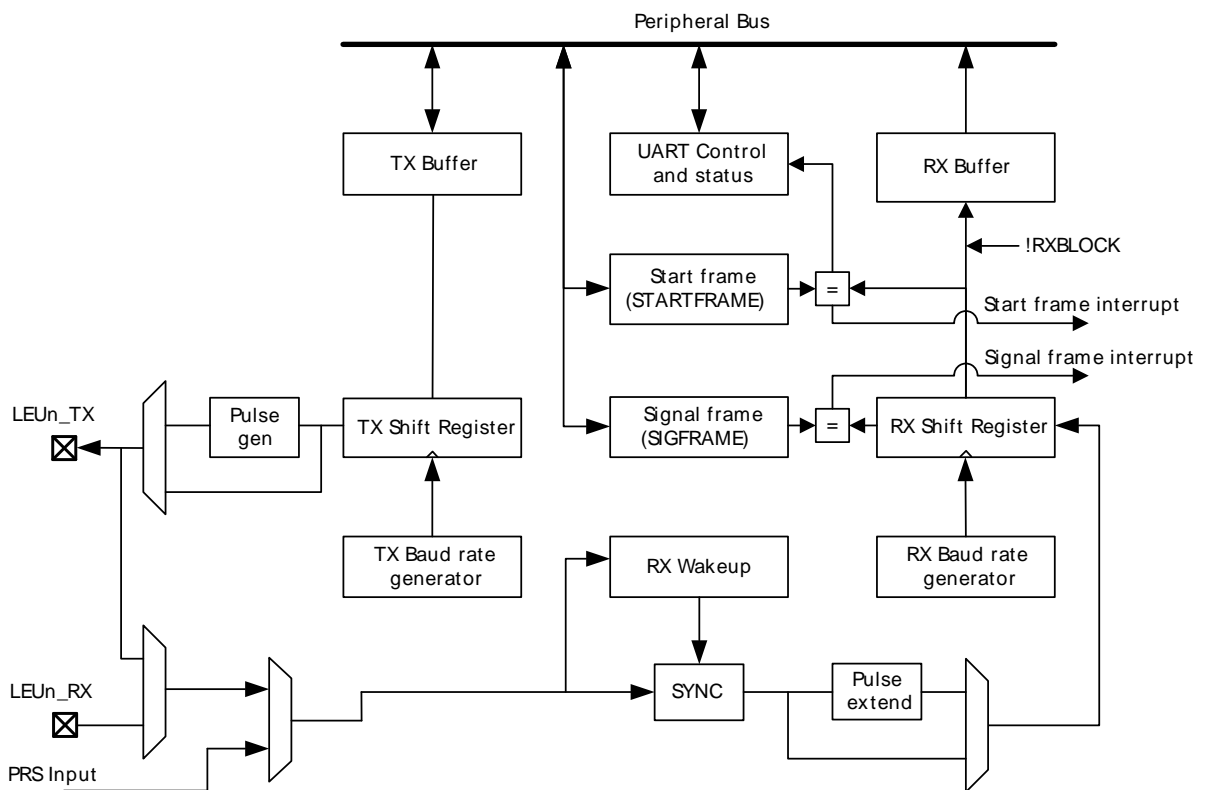 Peripheral Bus
TX Buffer
UART Control
and status
RX Buffer
!RXBLOCK
Start frame
(STARTFRAME)
=
Start frame interrupt
Signal frame interrupt
LEUn_TX
Pulse
gen
TX Shift Register
Signal frame
(SIGFRAME)
=
RX Shift Register
TX Baud rate
generator
RX Wakeup
RX Baud rate
generator
LEUn_RX
SYNC
Pulse
extend
PRS Input